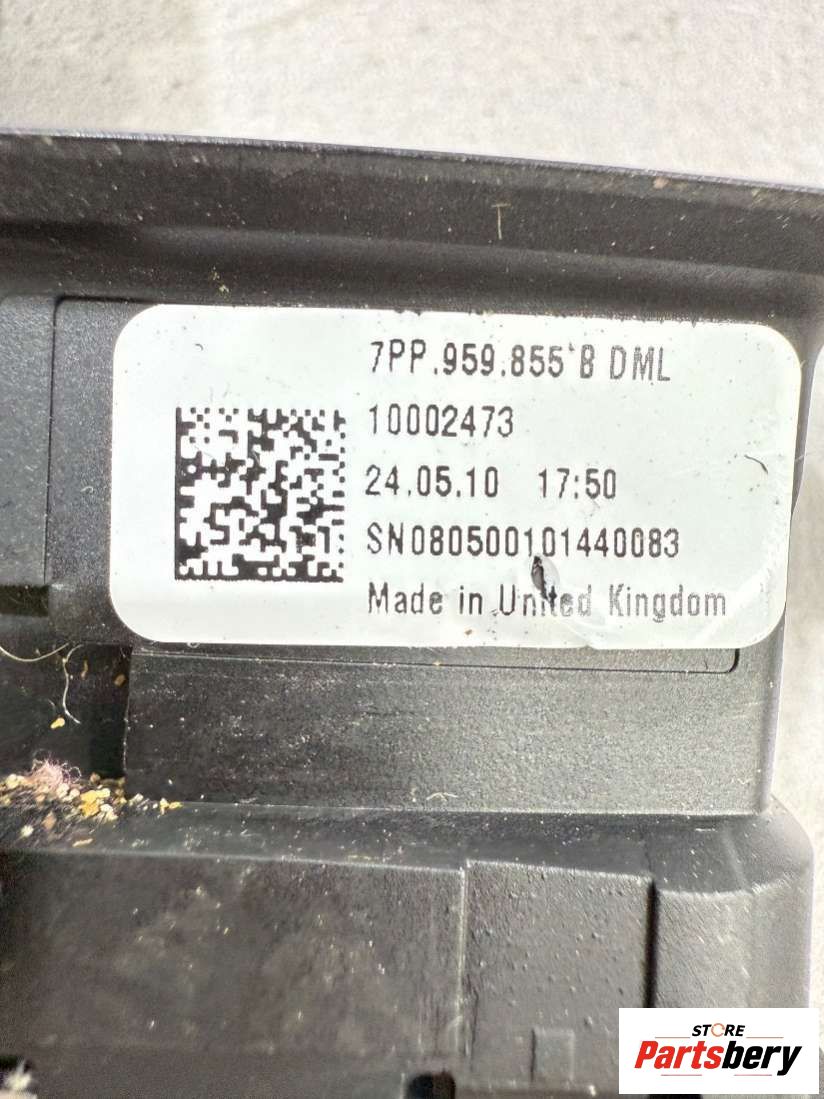 7PP.959.855 B DML
10002473
24.05.10 17:50
SN080500101440083
Made in United Kingdom
STORE
Partsbery